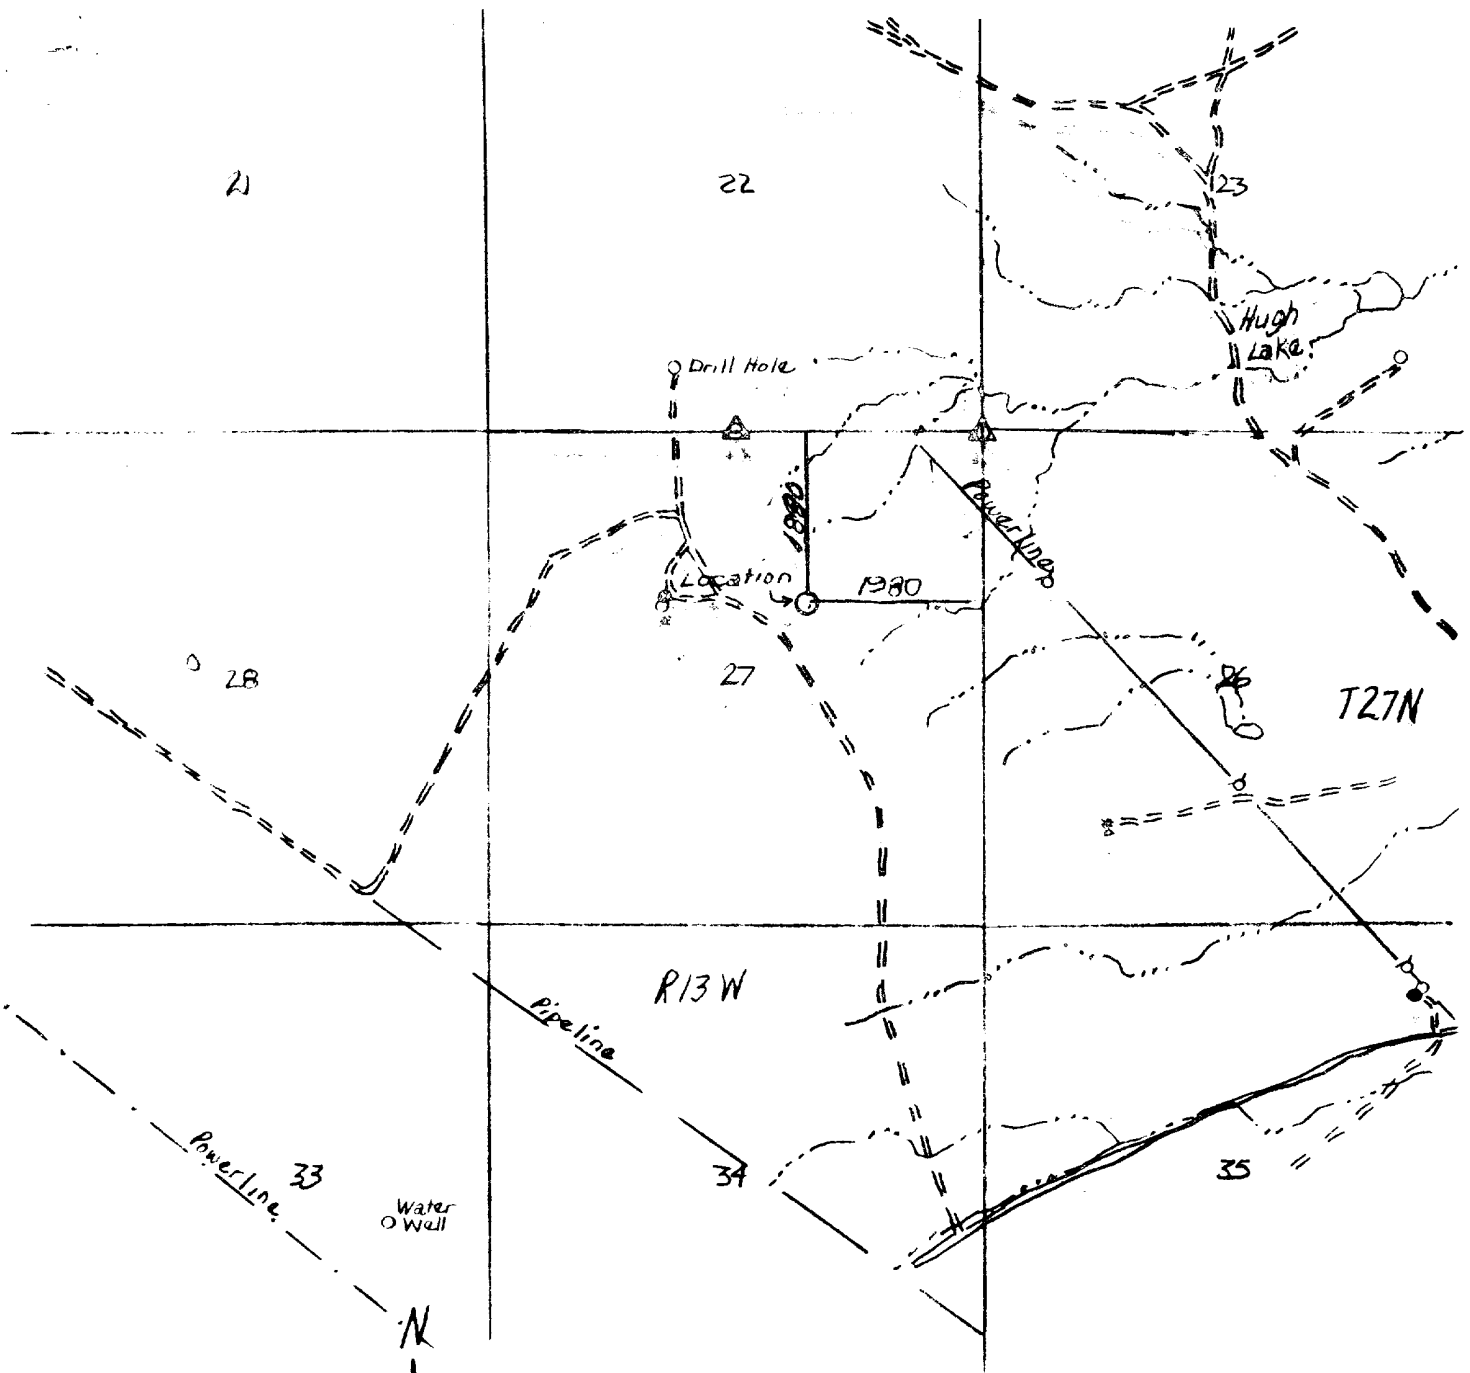 21
22
23
Hugh
Lake
Drill Hole
Powerline
Location
1980
28
27
26
T27N
R13W
Pipeline
Powerline
33
34
35
Water
Well
N